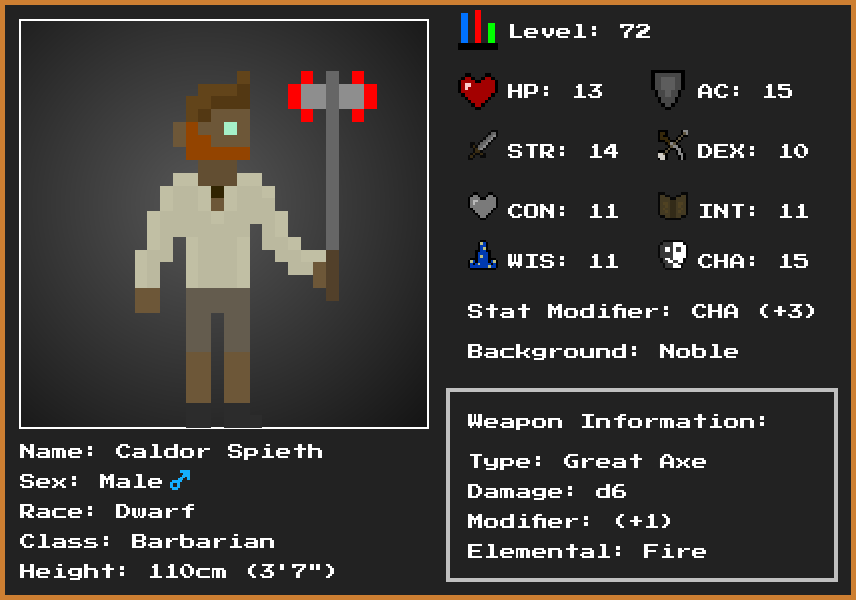 Level: 72
HP: 13
AC: 15
STR: 14
DEX: 10
CON: 11
INT: 11
WIS: 11
CHA: 15
Stat Modifier: CHA (+3)
Background: Noble
Weapon Information:
Type: Great Axe
Damage: d6
Modifier: (+1)
Elemental: Fire
Name: Caldor Spieth
Sex: Male♂
Race: Dwarf
Class: Barbarian
Height: 110cm (3'7")